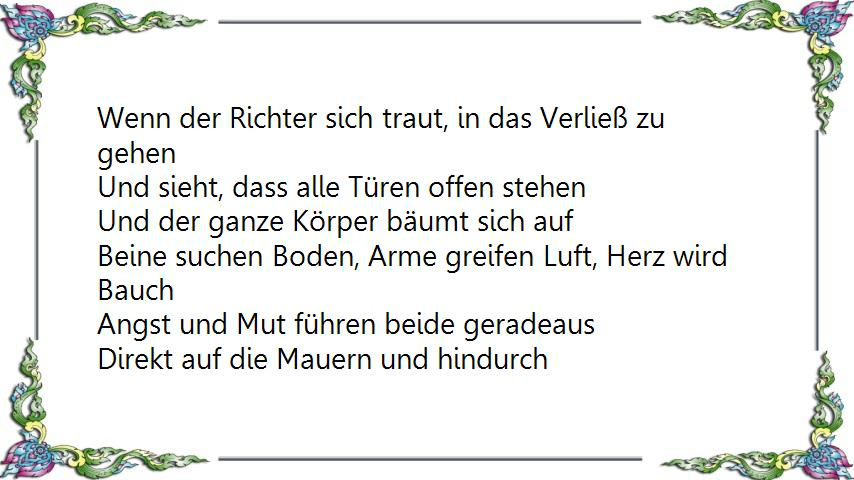 Wenn der Richter sich traut, in das Verließ zu
gehen
Und sieht, dass alle Türen offen stehen
Und der ganze Körper bäumt sich auf
Beine suchen Boden, Arme greifen Luft, Herz wird
Bauch
Angst und Mut führen beide geradeaus
Direkt auf die Mauern und hindurch